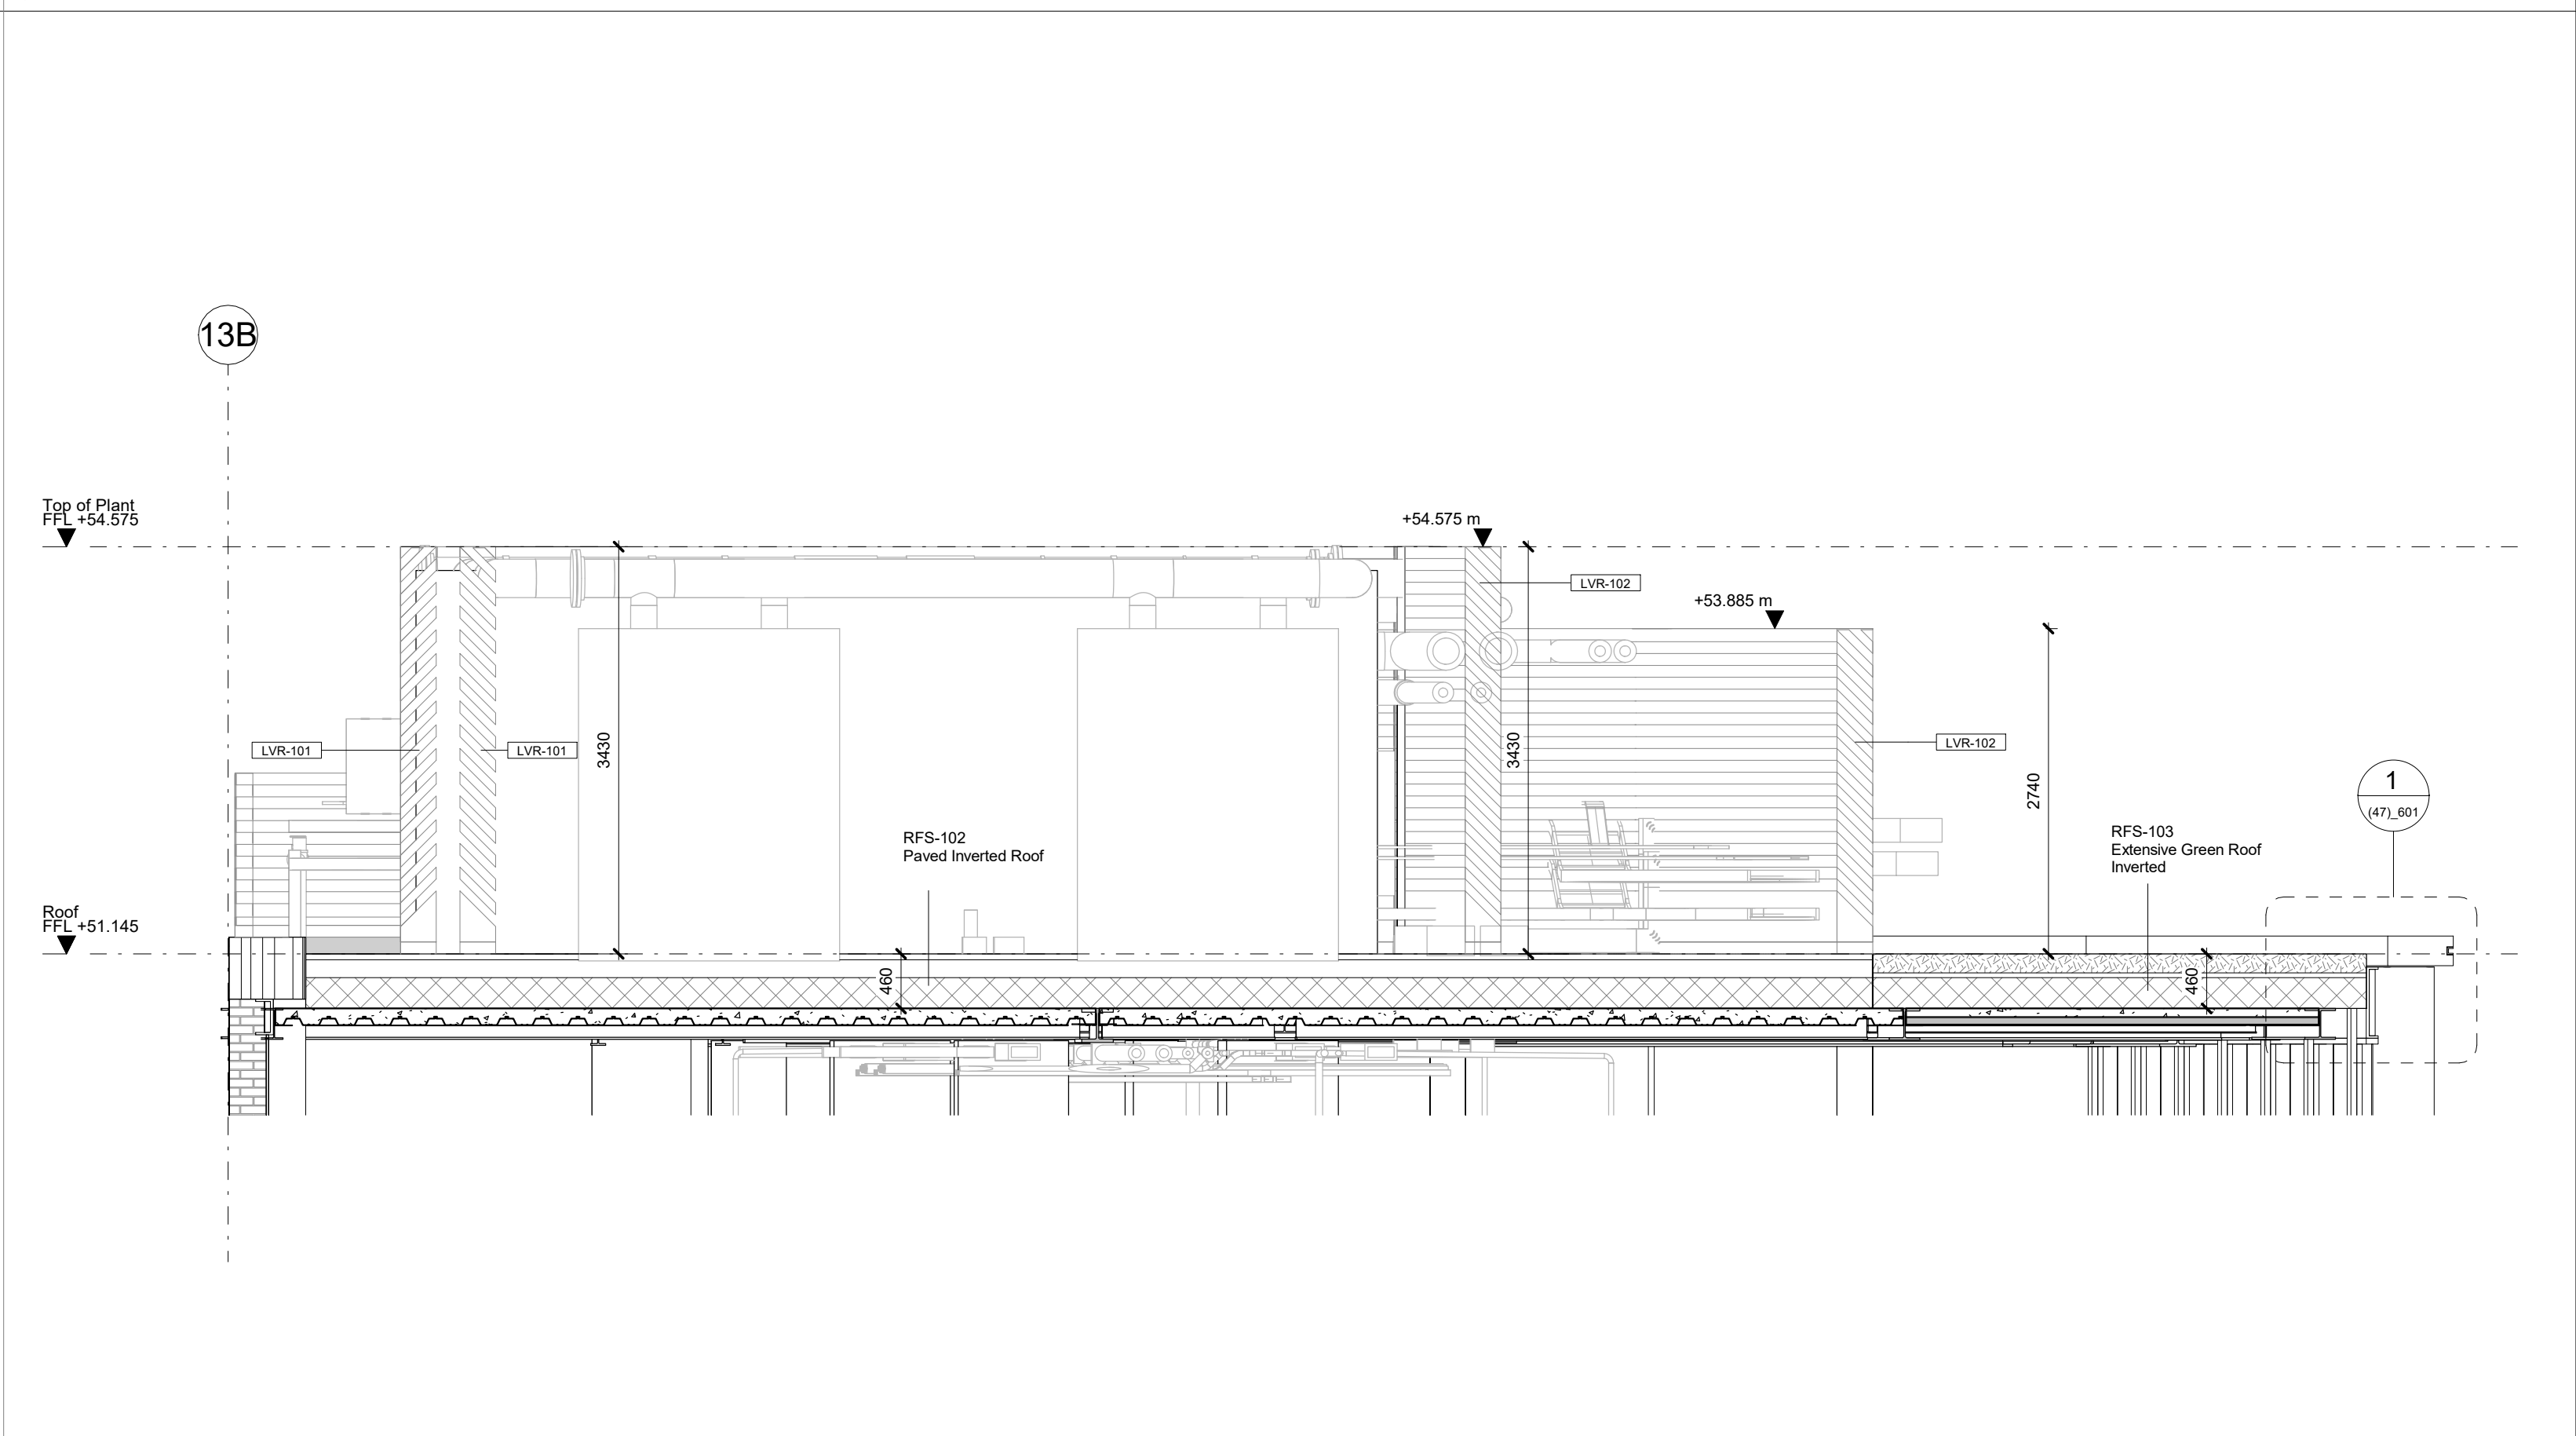 13B
Top of Plant
FFL +54.575
+54.575 m
LVR-102
+53.885 m
LVR-101
LVR-101
3430
3430
LVR-102
2740
1
(47)_601
RFS-102
Paved Inverted Roof
RFS-103
Extensive Green Roof
Inverted
Roof
FFL +51.145
460
460